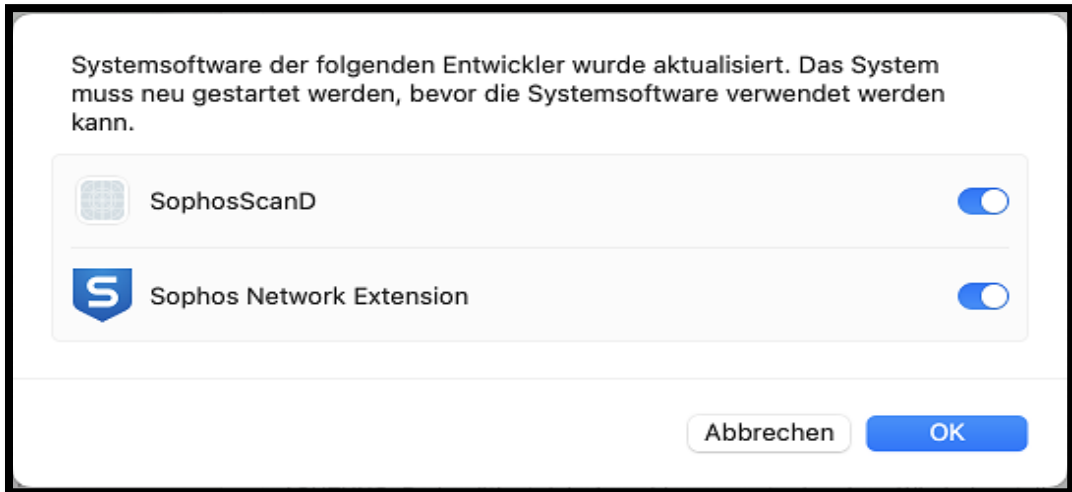 Systemsoftware der folgenden Entwickler wurde aktualisiert. Das System
muss neu gestartet werden, bevor die Systemsoftware verwendet werden
kann.
SophosScanD
Sophos Network Extension
Abbrechen
OK